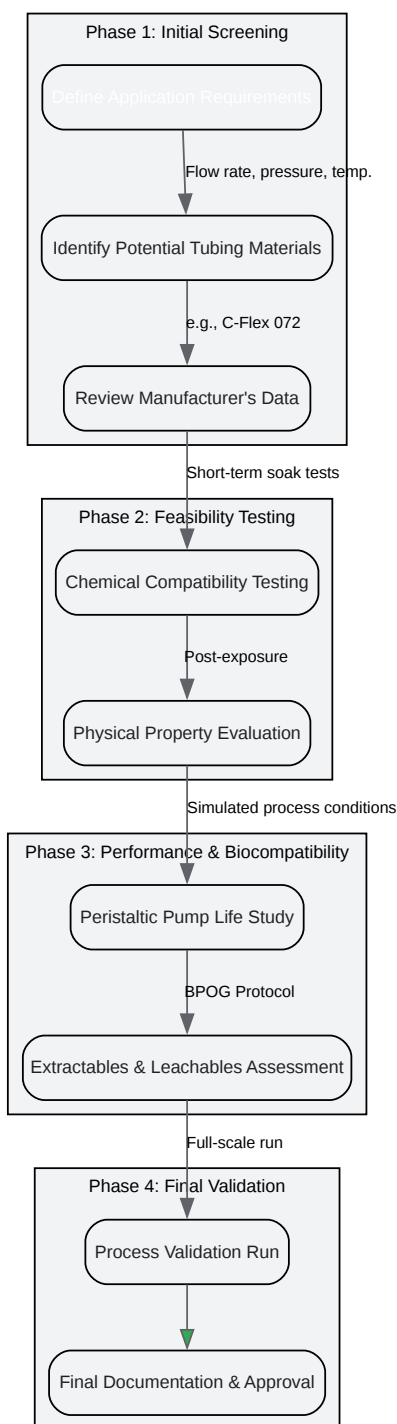 Phase 1: Initial Screening
Define Application Requirements
Flow rate, pressure, temp.
Identify Potential Tubing Materials
e.g., C-Flex 072
Review Manufacturer's Data
Short-term soak tests
Phase 2: Feasibility Testing
Chemical Compatibility Testing
Post-exposure
Physical Property Evaluation
Simulated process conditions
Phase 3: Performance & Biocompatibility
Peristaltic Pump Life Study
BPOG Protocol
Extractables & Leachables Assessment
Full-scale run
Phase 4: Final Validation
Process Validation Run
Final Documentation & Approval